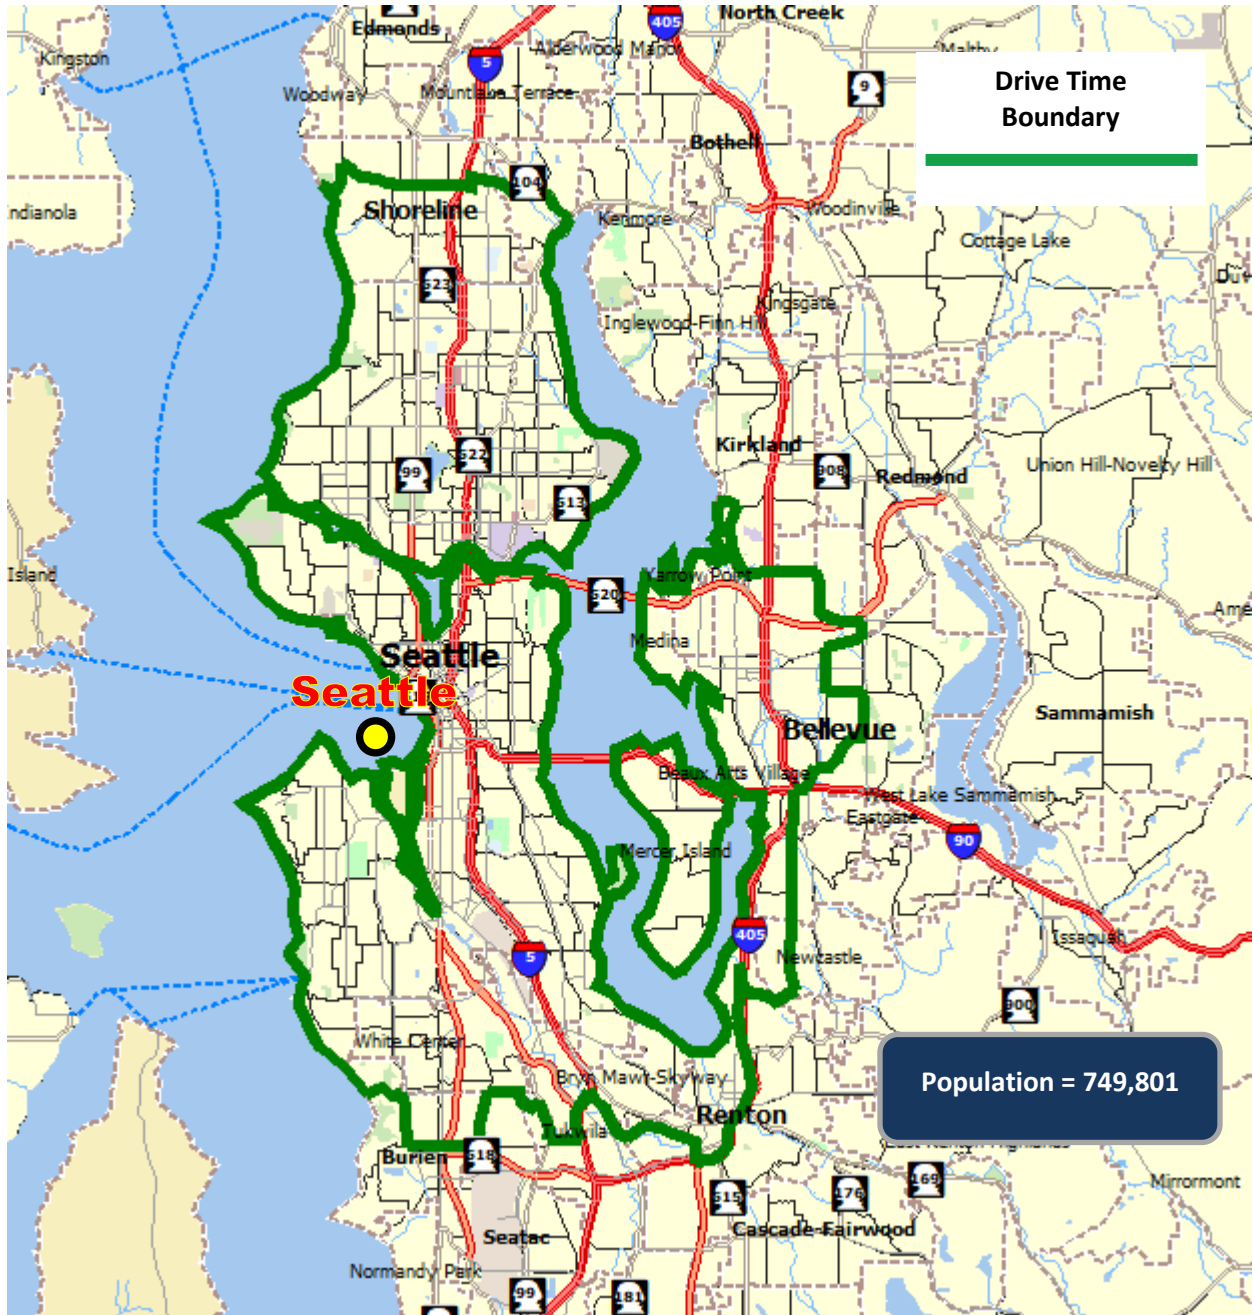 Edmonds
405
North Creek
Kingston
5
Alderwood Manor
Maltby
Drive Time
Boundary
Woodway
Mountlake Terrace
9
Bothell
104
Indianola
Shoreline
Kenmore
Woodinville
Cottage Lake
523
Kingsgate
Inglewood-Finn Hill
522
Kirkland
99
908
Redmond
Union Hill-Novelty Hill
513
Island
Yarrow Point
520
Medina
Seattle
Seattle
Sammamish
Bellevue
Beaux Arts Village
West Lake Sammamish
Eastgate
90
Mercer Island
405
Issaquah
5
Newcastle
900
White Center
Bryn Mawr-Skyway
Population = 749,801
Renton
Tukwila
Burien
518
East Renton Highlands
169
Mirrormont
515
176
Cascade-Fairwood
Seatac
Normandy Park
99
181